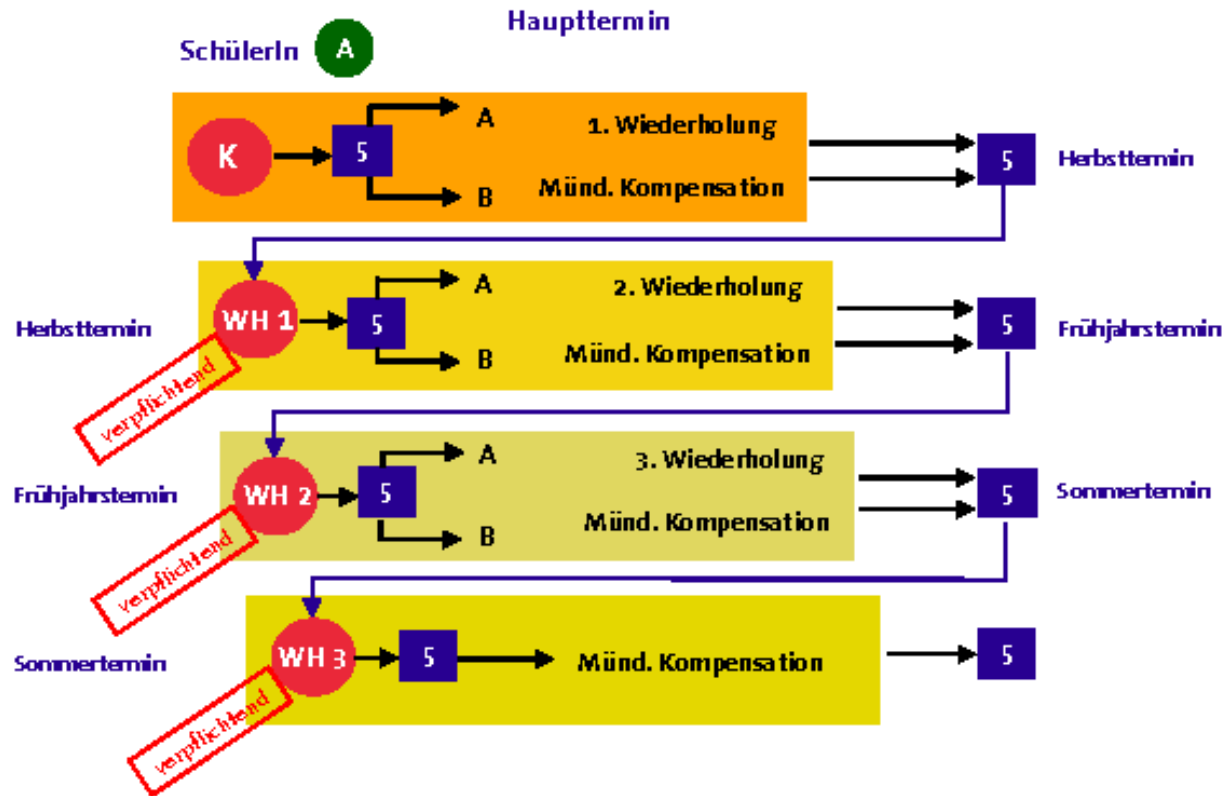 Haupttermin
SchülerIn A
K
5
A
1. Wiederholung
B
Münd. Kompensation
5
Herbsttermin
Herbsttermin
WH 1
verpflichtend
5
A
2. Wiederholung
B
Münd. Kompensation
5
Frühjahrstermin
Frühjahrstermin
WH 2
verpflichtend
5
A
3. Wiederholung
B
Münd. Kompensation
5
Sommertermin
Sommertermin
WH 3
verpflichtend
5
Münd. Kompensation
5